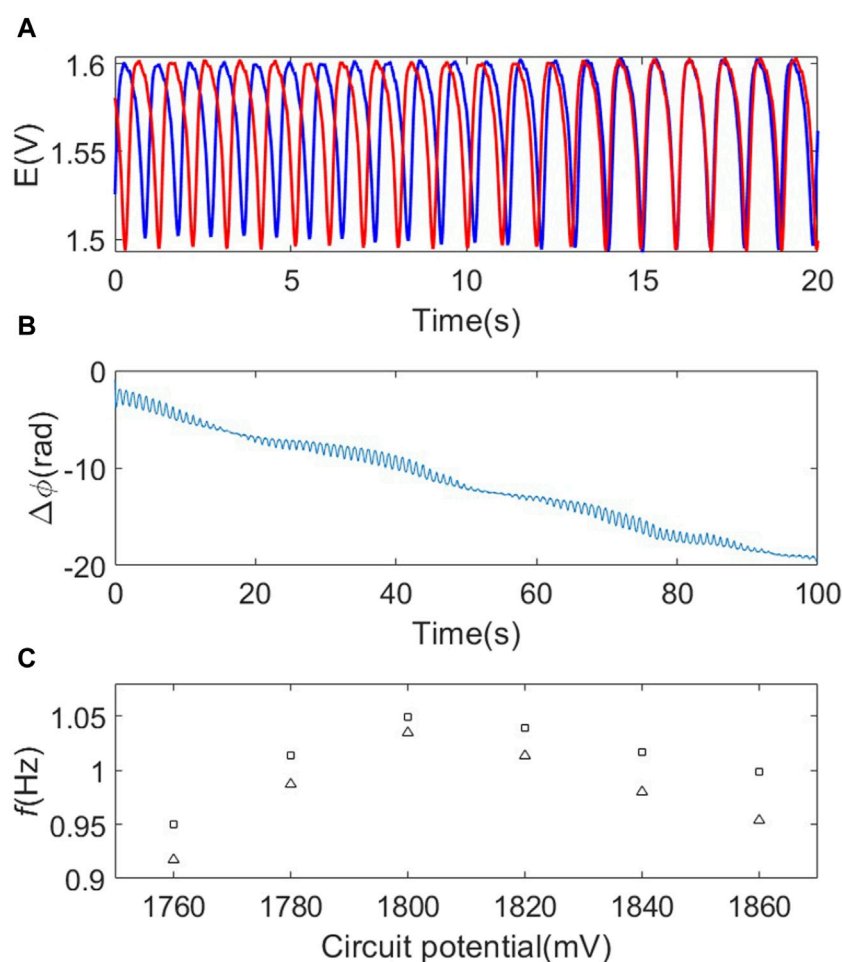 A
E(V)
1.6
1.55
1.5
0 5 10 15 20
Time(s)
B
Δϕ(rad)
0
-10
-20
0 20 40 60 80 100
Time(s)
C
f(Hz)
1.05
1
0.95
0.9
1760 1780 1800 1820 1840 1860
Circuit potential(mV)